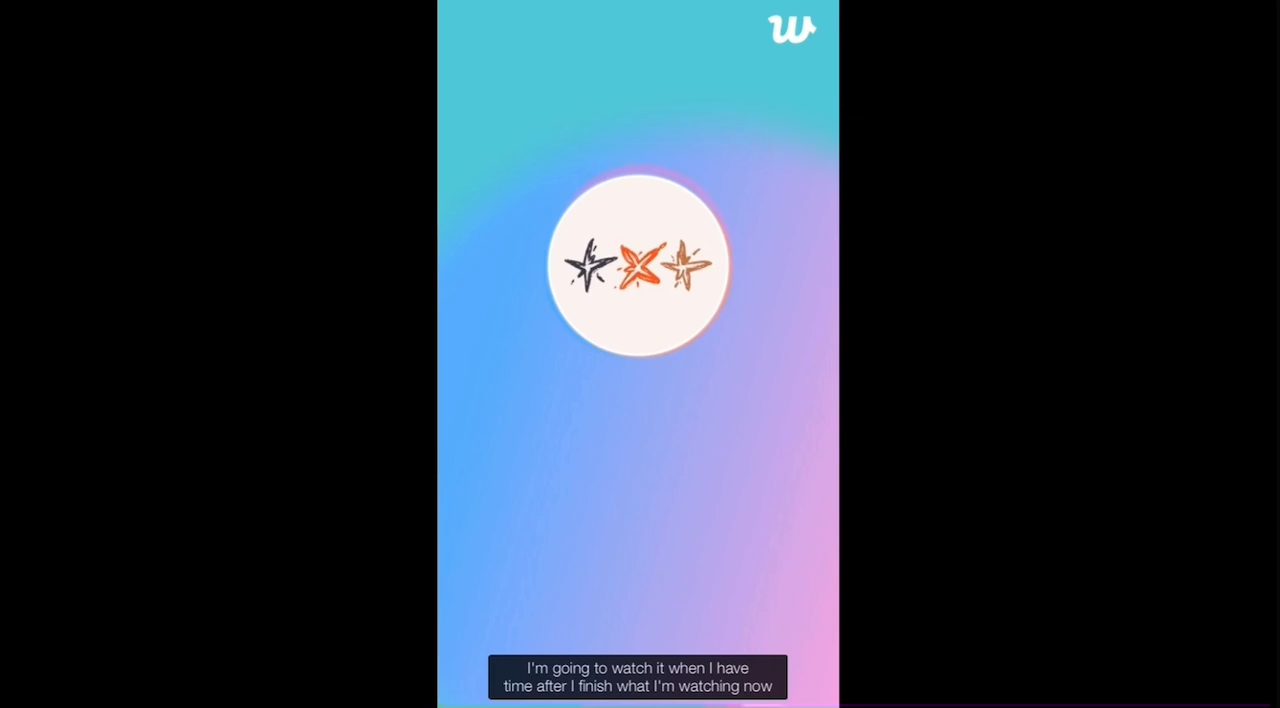 w
I'm going to watch it when I have
time after I finish what I'm watching now